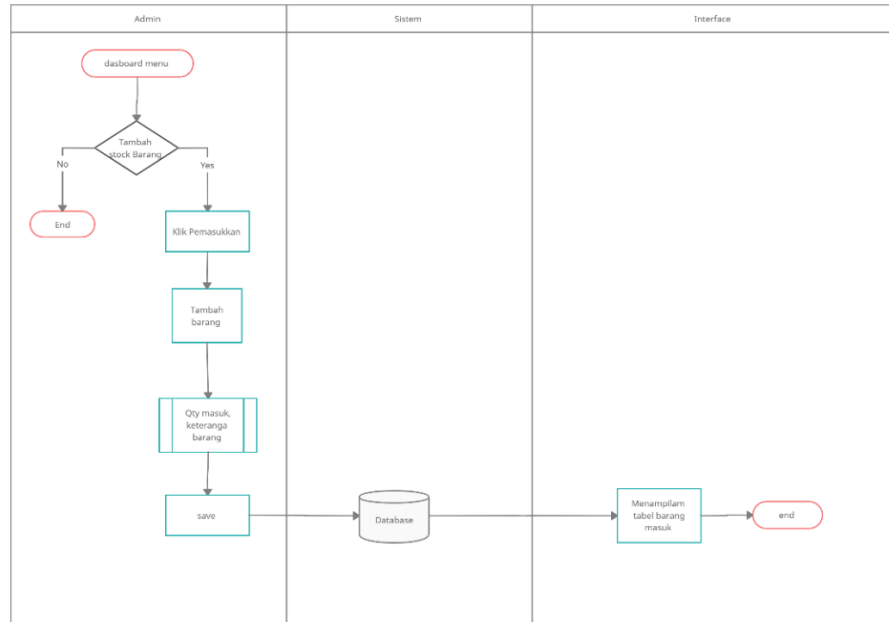 Admin
Sistem
Interface
dasboard menu
Tambah
stock Barang
No
Yes
End
Klik Pemasukkan
Tambah
barang
Qty masuk,
keteranga
barang
save
Database
Menampilam
tabel barang
masuk
end